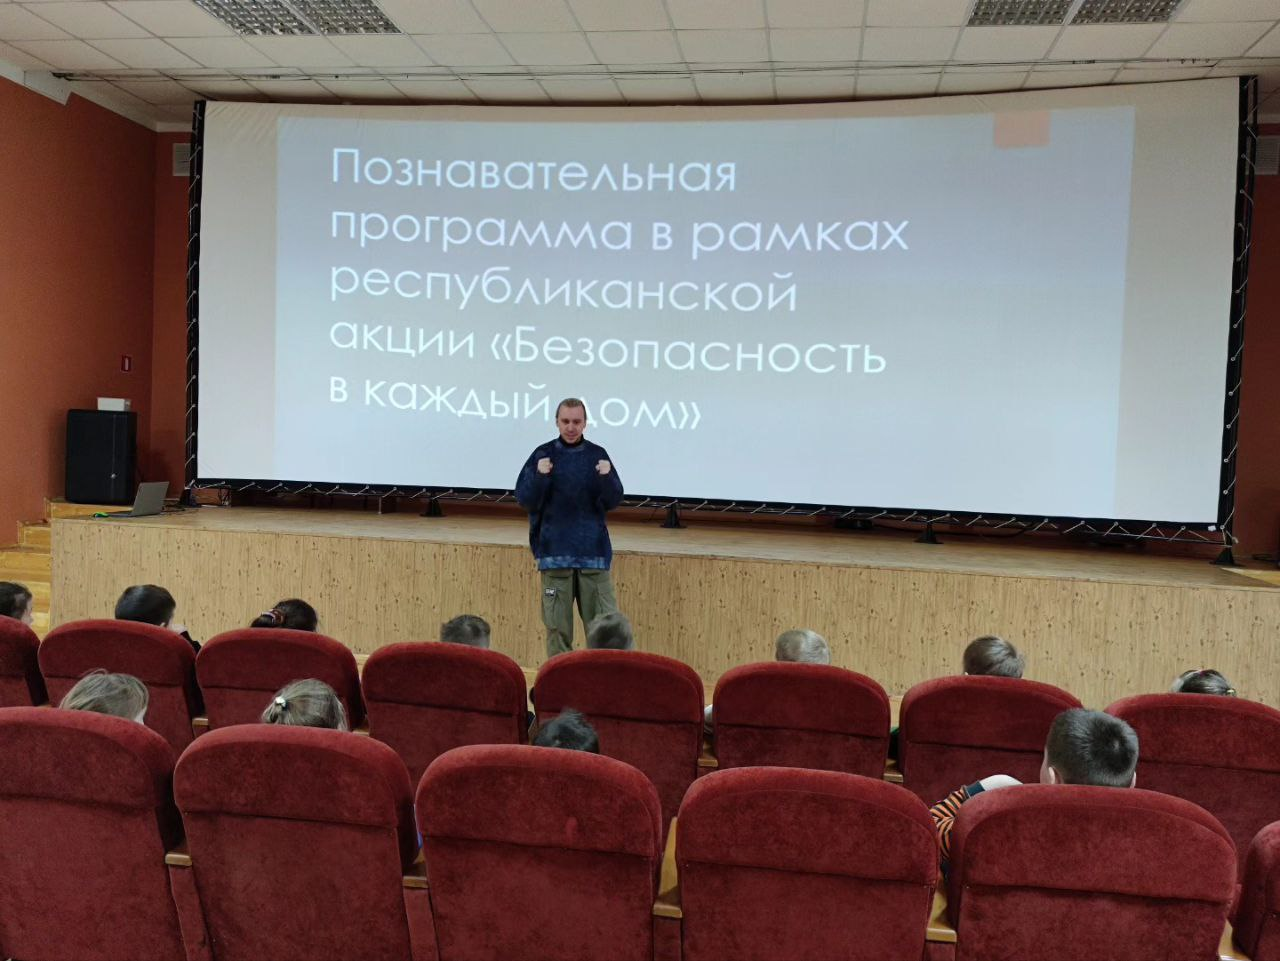 Познавательная
программа в рамках
республиканской
акции «Безопасность
в каждый дом»